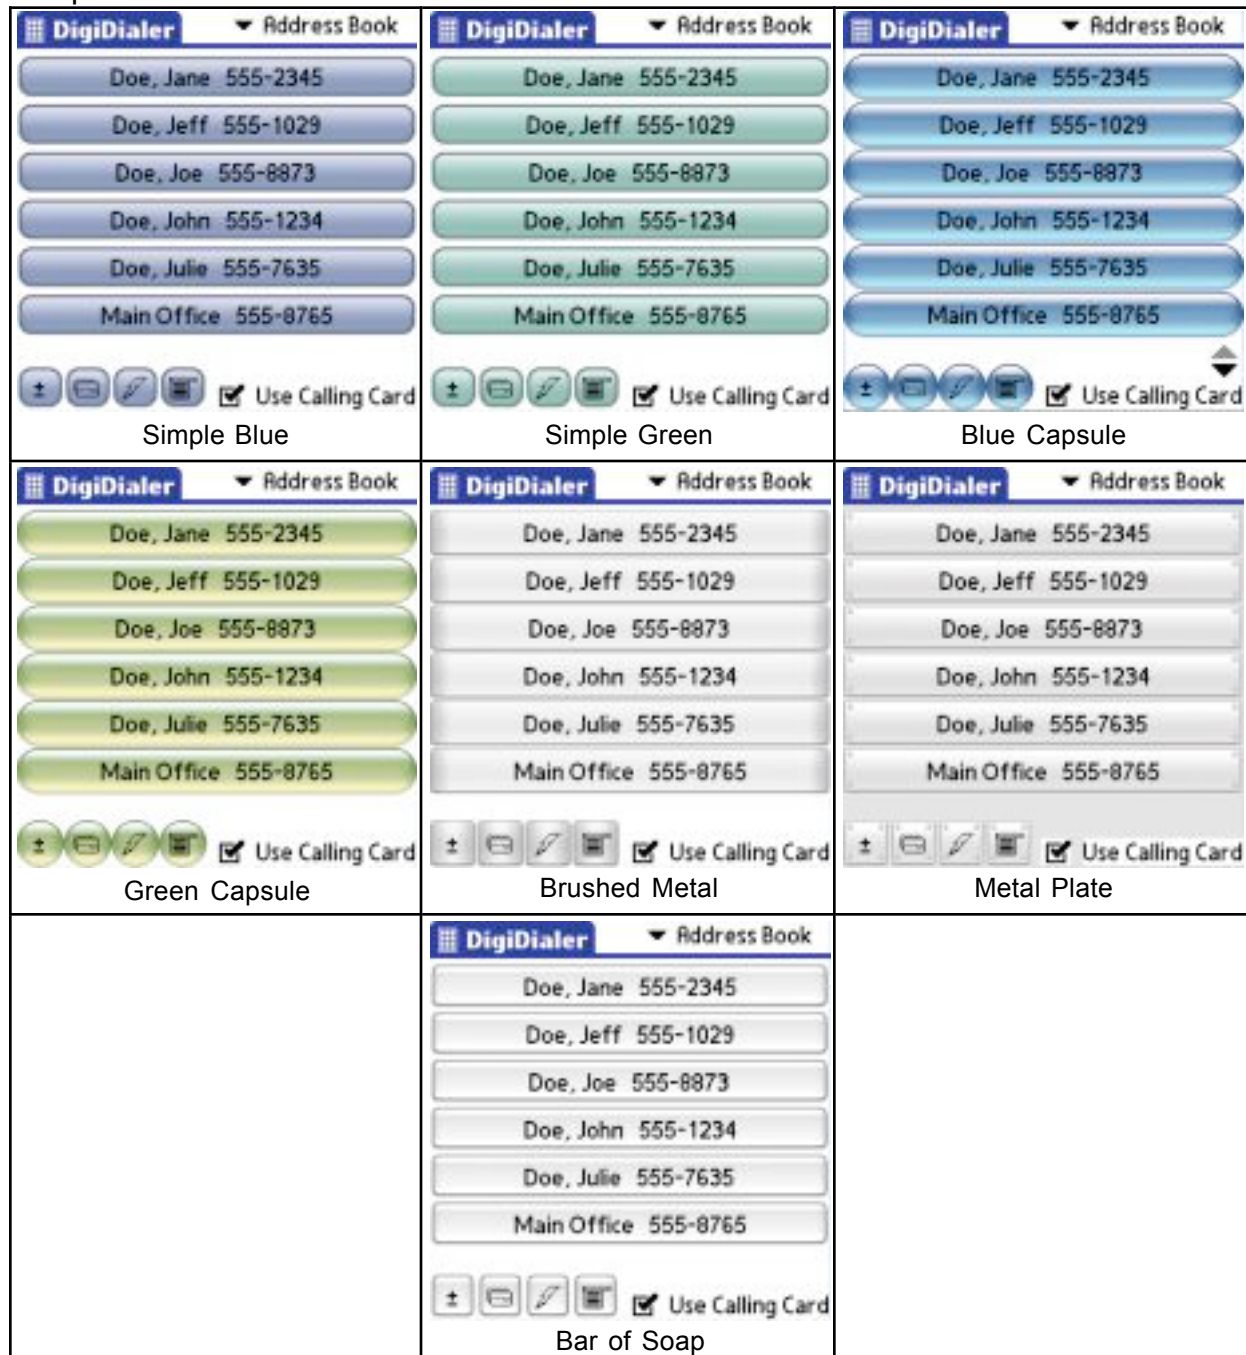 DigiDialer Address Book
Doe, Jane 555-2345
Doe, Jeff 555-1029
Doe, Joe 555-8873
Doe, John 555-1234
Doe, Julie 555-7635
Main Office 555-8765
± Use Calling Card
Simple Blue
DigiDialer Address Book
Doe, Jane 555-2345
Doe, Jeff 555-1029
Doe, Joe 555-8873
Doe, John 555-1234
Doe, Julie 555-7635
Main Office 555-8765
± Use Calling Card
Simple Green
DigiDialer Address Book
Doe, Jane 555-2345
Doe, Jeff 555-1029
Doe, Joe 555-8873
Doe, John 555-1234
Doe, Julie 555-7635
Main Office 555-8765
± Use Calling Card
Blue Capsule
DigiDialer Address Book
Doe, Jane 555-2345
Doe, Jeff 555-1029
Doe, Joe 555-8873
Doe, John 555-1234
Doe, Julie 555-7635
Main Office 555-8765
± Use Calling Card
Green Capsule
DigiDialer Address Book
Doe, Jane 555-2345
Doe, Jeff 555-1029
Doe, Joe 555-8873
Doe, John 555-1234
Doe, Julie 555-7635
Main Office 555-8765
± Use Calling Card
Brushed Metal
DigiDialer Address Book
Doe, Jane 555-2345
Doe, Jeff 555-1029
Doe, Joe 555-8873
Doe, John 555-1234
Doe, Julie 555-7635
Main Office 555-8765
± Use Calling Card
Metal Plate
DigiDialer Address Book
Doe, Jane 555-2345
Doe, Jeff 555-1029
Doe, Joe 555-8873
Doe, John 555-1234
Doe, Julie 555-7635
Main Office 555-8765
± Use Calling Card
Bar of Soap